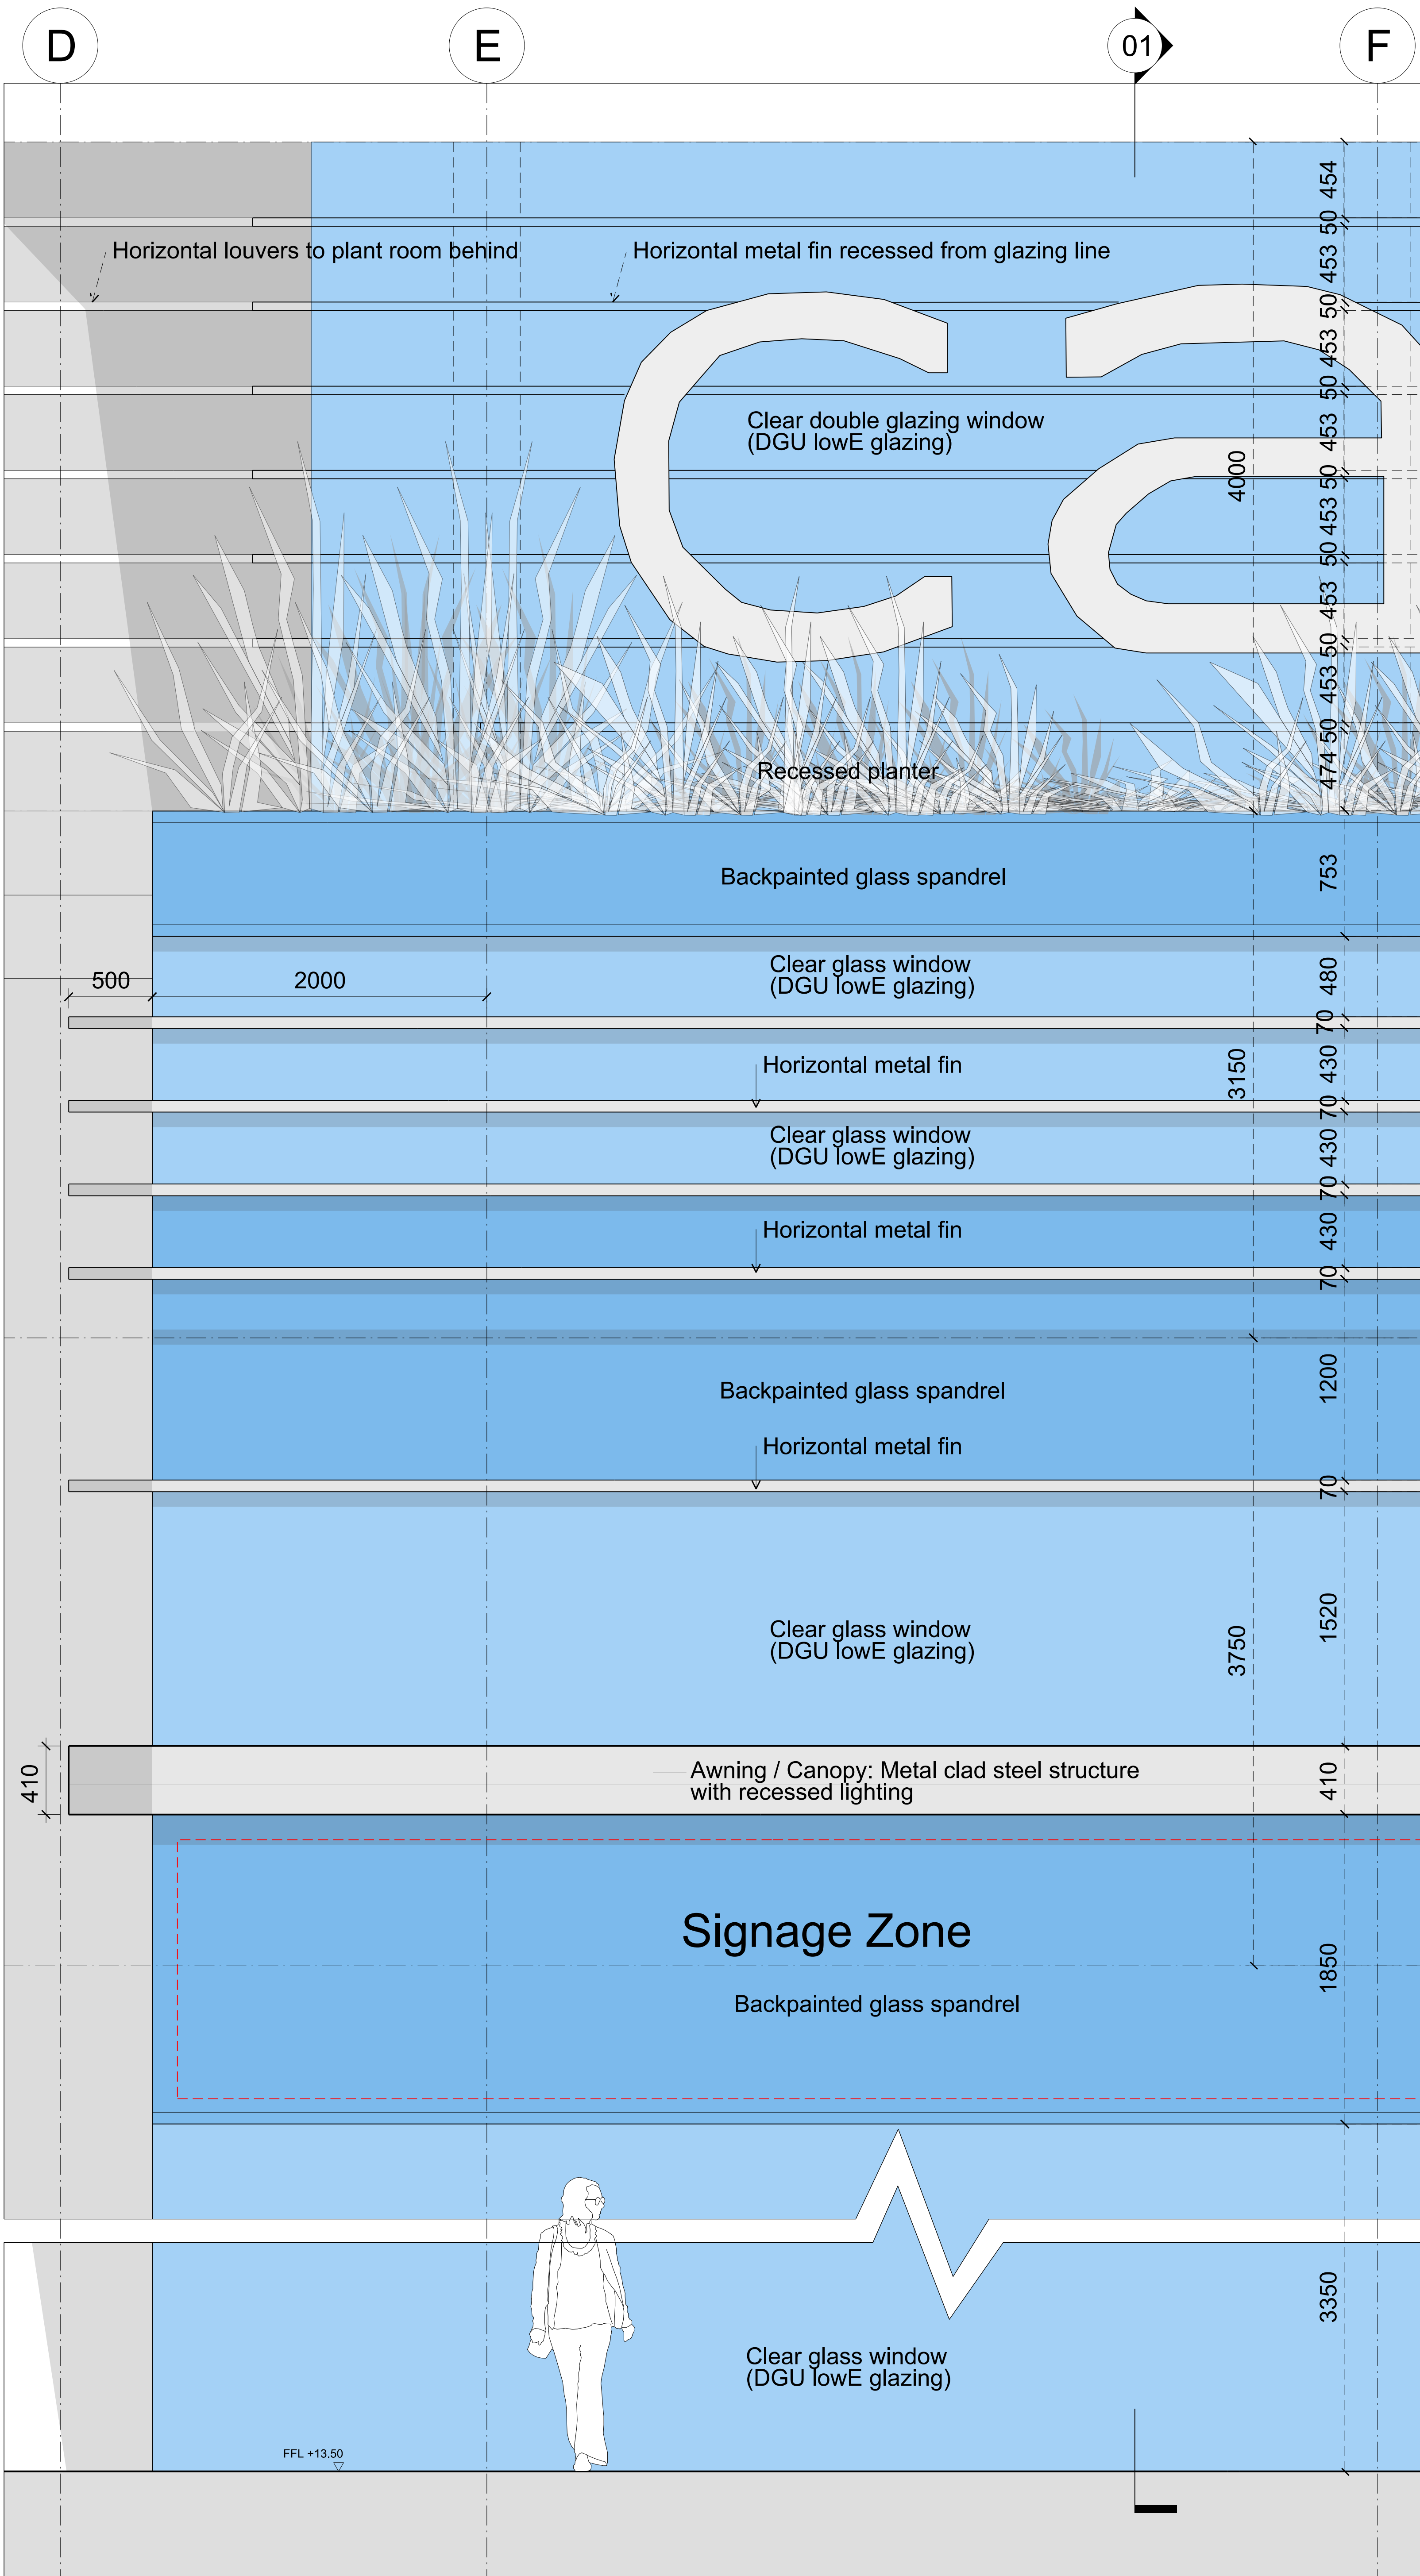 D
E
01
F
454
50
Horizontal louvers to plant room behind
Horizontal metal fin recessed from glazing line
453
50
453
50
Clear double glazing window
(DGU lowE glazing)
453
4000
50
453
50
453
50
453
50
Recessed planter
474
ca
Backpainted glass spandrel
753
Clear glass window
(DGU lowE glazing)
480
500
2000
70
Horizontal metal fin
430
3150
70
Clear glass window
(DGU lowE glazing)
430
70
Horizontal metal fin
430
70
Backpainted glass spandrel
1200
Horizontal metal fin
70
Clear glass window
(DGU lowE glazing)
1520
3750
410
Awning / Canopy: Metal clad steel structure
with recessed lighting
410
Signage Zone
1850
Backpainted glass spandrel
3350
Clear glass window
(DGU lowE glazing)
FFL +13.50